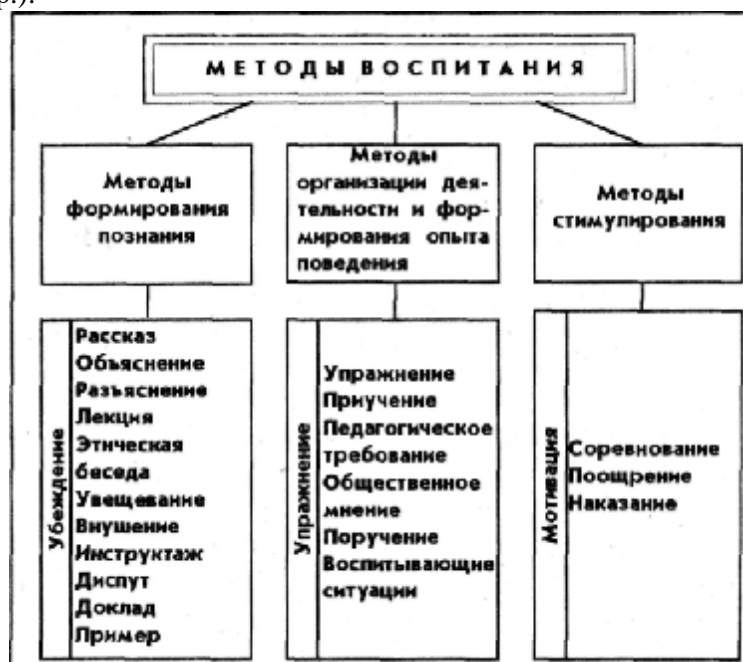 р.).
МЕТОДЫ ВОСПИТАНИЯ
Методы
формирования
познания
Методы
организации дея-
тельности и фор-
мирования опыта
поведения
Методы
стимулирования
Убеждение
Рассказ
Объяснение
Разъяснение
Лекция
Этическая
беседа
Увещевание
Внушение
Инструктаж
Диспут
Доклад
Пример
Упражнение
Упражнение
Приучение
Педагогическое
требование
Общественное
мнение
Поручение
Воспитывающие
ситуации
Мотивация
Соревнование
Поощрение
Наказание